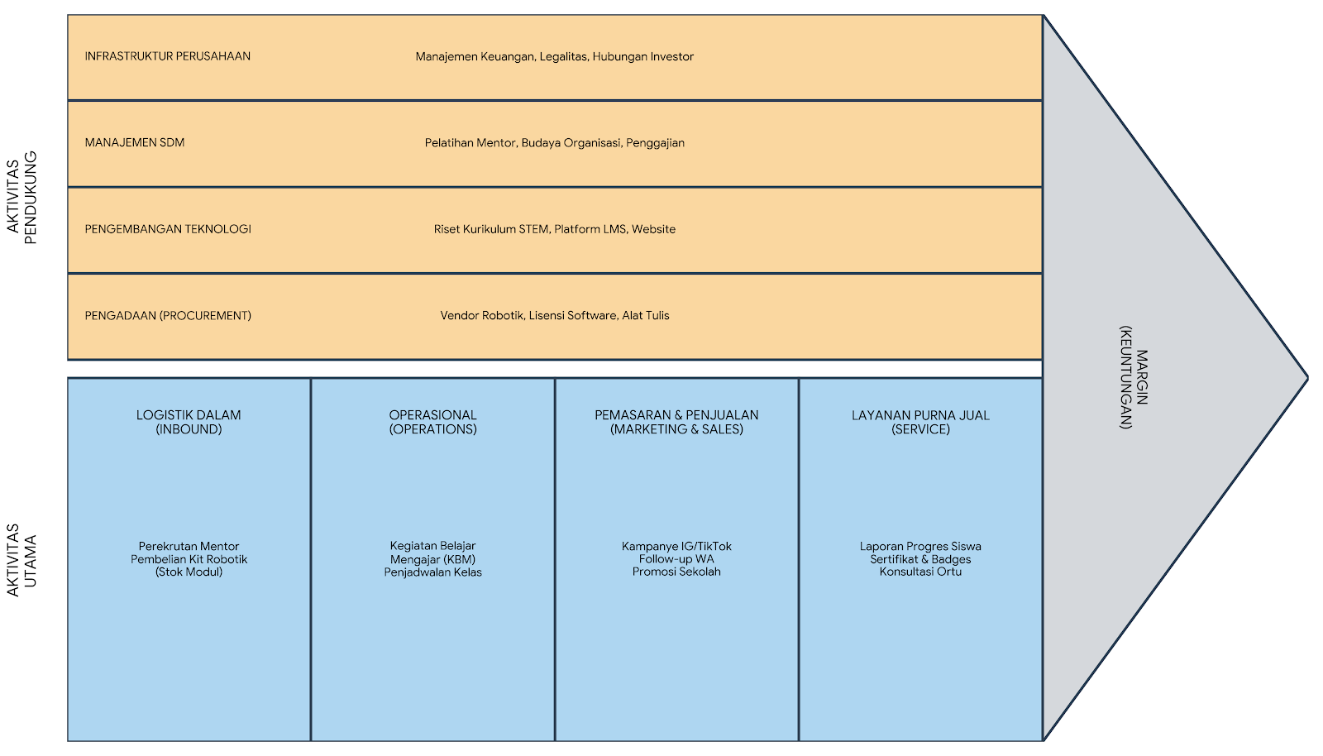 AKTIVITAS
PENDUKUNG
INFRASTRUKTUR PERUSAHAAN
Manajemen Keuangan, Legalitas, Hubungan Investor
MANAJEMEN SDM
Pelatihan Mentor, Budaya Organisasi, Penggajian
PENGEMBANGAN TEKNOLOGI
Riset Kurikulum STEM, Platform LMS, Website
PENGADAAN (PROCUREMENT)
Vendor Robotik, Lisensi Software, Alat Tulis
AKTIVITAS
UTAMA
LOGISTIK DALAM
(INBOUND)
Perekrutan Mentor
Pembelian Kit Robotik
(Stok Modul)
OPERASIONAL
(OPERATIONS)
Kegiatan Belajar
Mengajar (KBM)
Penjadwalan Kelas
PEMASARAN & PENJUALAN
(MARKETING & SALES)
Kampanye IG/TikTok
Follow-up WA
Promosi Sekolah
LAYANAN PURNA JUAL
(SERVICE)
Laporan Progres Siswa
Sertifikat & Badges
Konsultasi Ortu
MARGIN
(KEUNTUNGAN)